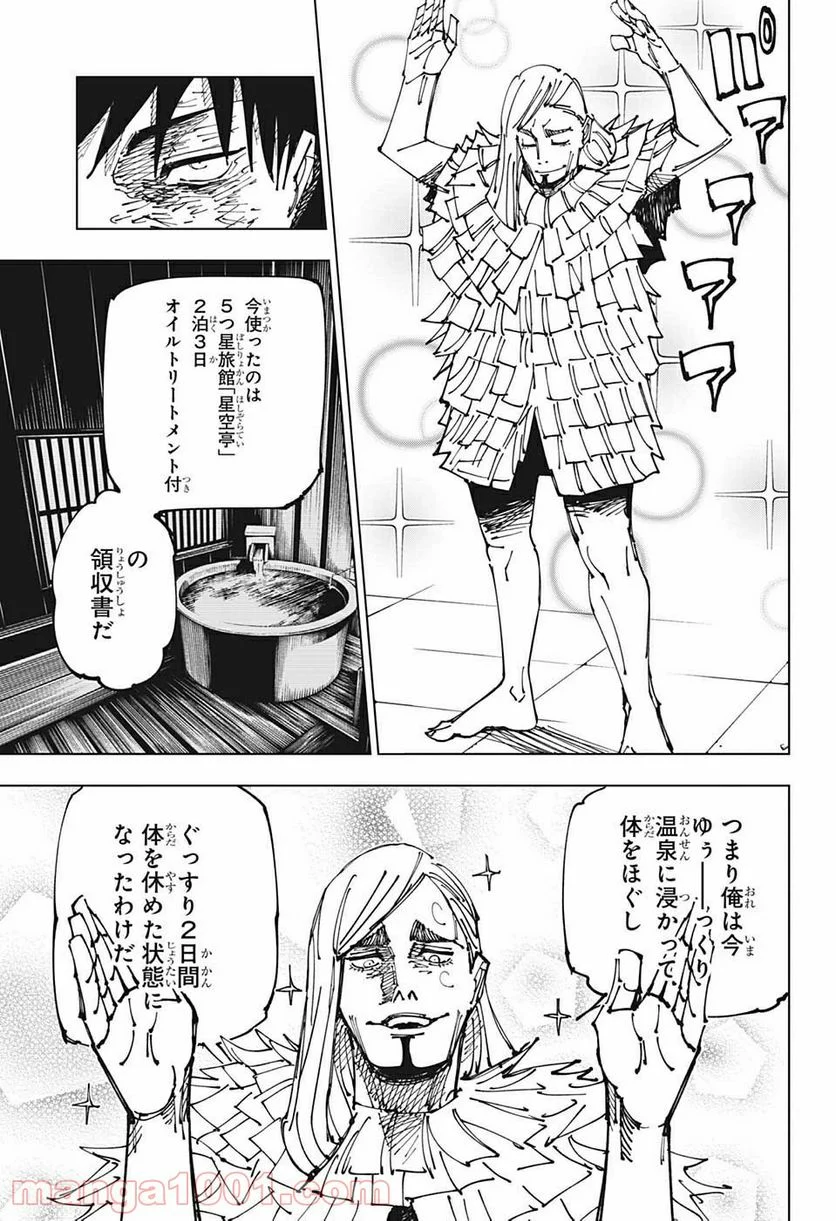 パァァァ
今使ったのは
5つ星旅館「星空亭」
2泊3日
オイルトリートメント付
の
領収書だ
つまり俺は今
ゆぅーっくり
温泉に浸かって
体をほぐし
ぐっすり2日間
体を休めた状態に
なったわけだ
manga1001.com